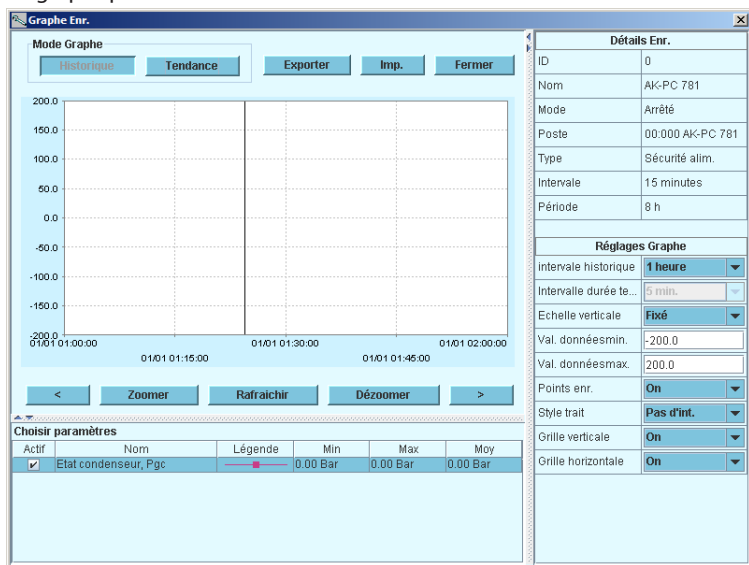 Graphe Enr.
Mode Graphe
Historique
Tendance
Exporter
Imp.
Fermer
200.0
150.0
100.0
50.0
0.0
-50.0
-100.0
-150.0
-200.0
01/01 01:00:00
01/01 01:15:00
01/01 01:30:00
01/01 01:45:00
01/01 02:00:00
<
Zoomer
Rafraichir
Dézoomer
>
Choisir paramètres
Actif Nom Légende Min Max Moy
Etat condenseur, Pgc 0.00 Bar 0.00 Bar 0.00 Bar
Détails Enr.
ID 0
Nom AK-PC 781
Mode Arrêté
Poste 00:000 AK-PC 781
Type Sécurité alim.
Intervale 15 minutes
Période 8 h
Réglages Graphe
intervale historique 1 heure
Intervalle durée te... 5 min.
Echelle verticale Fixé
Val. donnéesmin. -200.0
Val. donnéesmax. 200.0
Points enr. On
Style trait Pas d'int.
Grille verticale On
Grille horizontale On